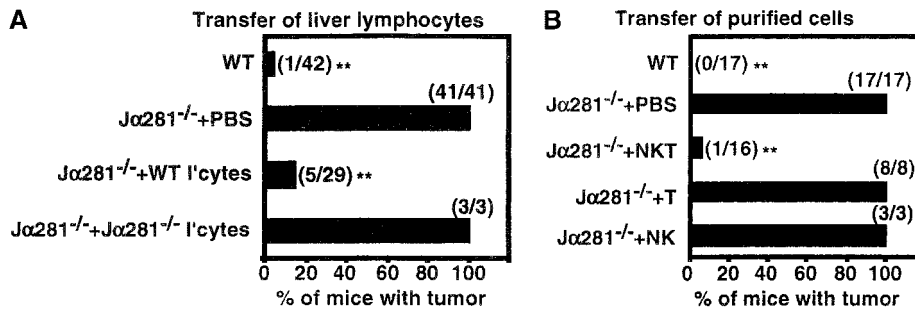 A
Transfer of liver lymphocytes
WT
(1/42) **
(41/41)
Jα281-/-+PBS
Jα281-/-+WT l'cytes
(5/29) **
(3/3)
Jα281-/-+Jα281-/- l'cytes
0 20 40 60 80 100
% of mice with tumor
B
Transfer of purified cells
WT
(0/17) **
(17/17)
Jα281-/-+PBS
Jα281-/-+NKT
(1/16) **
(8/8)
Jα281-/-+T
(3/3)
Jα281-/-+NK
0 20 40 60 80 100
% of mice with tumor